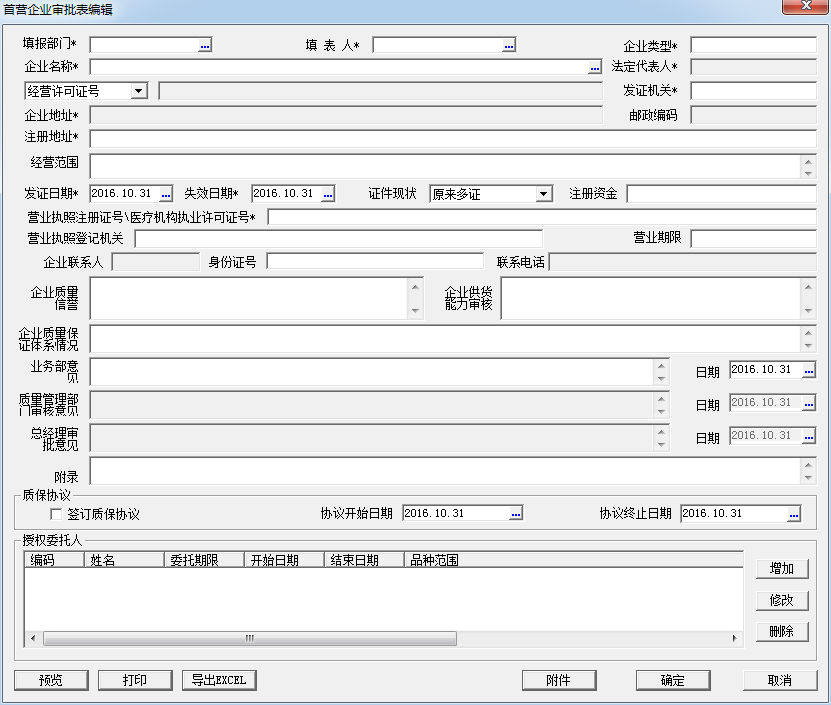 首营企业审批表编辑
填报部门* 填 表 人* 企业类型*
企业名称* 法定代表人*
经营许可证号 发证机关*
企业地址* 邮政编码
注册地址*
经营范围
发证日期* 2016.10.31 失效日期* 2016.10.31 证件现状 原来多证 注册资金
营业执照注册证号\医疗机构执业许可证号*
营业执照登记机关 营业期限
企业联系人 身份证号 联系电话
企业质量
信誉
企业供货
能力审核
企业质量保
证体系情况
业务部意
见
日期 2016.10.31
质量管理部
门审核意见
日期 2016.10.31
总经理审
批意见
日期 2016.10.31
附录
质保协议
签订质保协议 协议开始日期 2016.10.31 协议终止日期 2016.10.31
授权委托人
编码 姓名 委托期限 开始日期 结束日期 品种范围
增加
修改
删除
预览 打印 导出EXCEL 附件 确定 取消